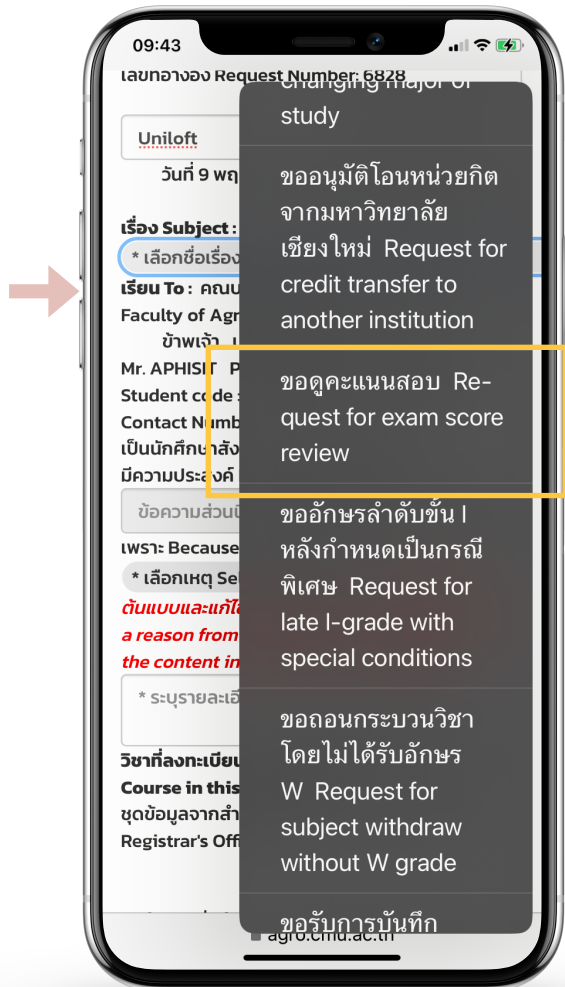 09:43
เลขที่อ้างอิง Request Number: 6828
changing major of
study
Uniloft
วันที่ 9 พฤ
ขออนุมัติโอนหน่วยกิต
จากมหาวิทยาลัย
เชียงใหม่ Request for
credit transfer to
another institution
เรื่อง Subject :
* เลือกชื่อเรื่อง
เรียน To : คณบ
Faculty of Agr
ข้าพเจ้า
Mr. APHISIT P
Student code :
Contact Numb
เป็นนักศึกษาสัง
มีความประสงค์
ขอดูคะแนนสอบ Re-
quest for exam score
review
ข้อความส่วนนี้
เพราะ Because
* เลือกเหตุ Sel
ต้นแบบและแก้ไ
a reason from
the content in
* ระบุรายละเอี
ขออักษรลำดับขั้น I
หลังกำหนดเป็นกรณี
พิเศษ Request for
late I-grade with
special conditions
วิชาที่ลงทะเบียน
Course in this
ชุดข้อมูลจากสำ
Registrar's Offi
ขอถอนกระบวนวิชา
โดยไม่ได้รับอักษร
W Request for
subject withdraw
without W grade
ขอรับการบันทึก
agro.cmu.ac.th